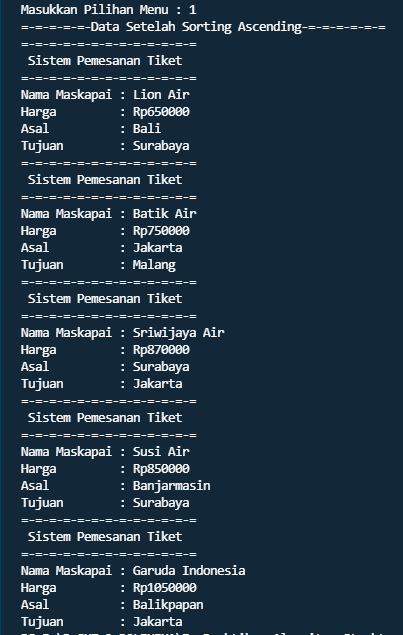 Masukkan Pilihan Menu : 1
=-=-=-=-=-Data Setelah Sorting Ascending-=-=-=-=-=-=
=-=-=-=-=-=-=-=-=-=-=-=-=
Sistem Pemesanan Tiket
=-=-=-=-=-=-=-=-=-=-=-=-=
Nama Maskapai : Lion Air
Harga : Rp650000
Asal : Bali
Tujuan : Surabaya
=-=-=-=-=-=-=-=-=-=-=-=-=
Sistem Pemesanan Tiket
=-=-=-=-=-=-=-=-=-=-=-=-=
Nama Maskapai : Batik Air
Harga : Rp750000
Asal : Jakarta
Tujuan : Malang
=-=-=-=-=-=-=-=-=-=-=-=-=
Sistem Pemesanan Tiket
=-=-=-=-=-=-=-=-=-=-=-=-=
Nama Maskapai : Sriwijaya Air
Harga : Rp870000
Asal : Surabaya
Tujuan : Jakarta
=-=-=-=-=-=-=-=-=-=-=-=-=
Sistem Pemesanan Tiket
=-=-=-=-=-=-=-=-=-=-=-=-=
Nama Maskapai : Susi Air
Harga : Rp850000
Asal : Banjarmasin
Tujuan : Surabaya
=-=-=-=-=-=-=-=-=-=-=-=-=
Sistem Pemesanan Tiket
=-=-=-=-=-=-=-=-=-=-=-=-=
Nama Maskapai : Garuda Indonesia
Harga : Rp1050000
Asal : Balikpapan
Tujuan : Jakarta